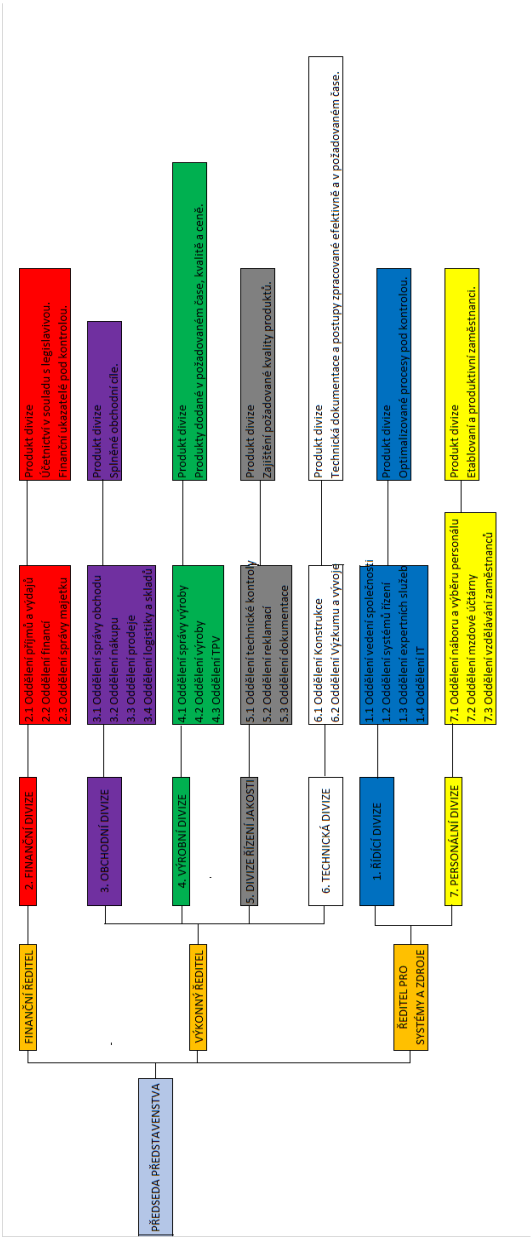 PŘEDSEDA PŘEDSTAVENSTVA
FINANČNÍ ŘEDITEL
VÝKONNÝ ŘEDITEL
ŘEDITEL PRO
SYSTÉMY A ZDROJE
2. FINANČNÍ DIVIZE
3. OBCHODNÍ DIVIZE
4. VÝROBNÍ DIVIZE
5. DIVIZE ŘÍZENÍ JAKOSTI
6. TECHNICKÁ DIVIZE
1. ŘÍDÍCÍ DIVIZE
7. PERSONÁLNÍ DIVIZE
2.1 Oddělení příjmů a výdajů
2.2 Oddělení financí
2.3 Oddělení správy majetku
3.1 Oddělení správy obchodu
3.2 Oddělení nákupu
3.3 Oddělení prodeje
3.4 Oddělení logistiky a skladů
4.1 Oddělení správy výroby
4.2 Oddělení výroby
4.3 Oddělení TPV
5.1 Oddělení technické kontroly
5.2 Oddělení reklamací
5.3 Oddělení dokumentace
6.1 Oddělení Konstrukce
6.2 Oddělení Výzkumu a vývoje
1.1 Oddělení vedení společnosti
1.2 Oddělení systémů řízení
1.3 Oddělení expertních služeb
1.4 Oddělení IT
7.1 Oddělení náboru a výběru personálu
7.2 Oddělení mzdové účtárny
7.3 Oddělení vzdělávání zaměstnanců
Produkt divize
Účetnictví v souladu s legislavivou.
Finanční ukazatelé pod kontrolou.
Produkt divize
Splněné obchodní cíle.
Produkt divize
Produkty dodané v požadovaném čase, kvalitě a ceně.
Produkt divize
Zajištění požadované kvality produktů.
Produkt divize
Technická dokumentace a postupy zpracované efektivně a v požadovaném čase.
Produkt divize
Optimalizované procesy pod kontrolou.
Produkt divize
Etablovaní a produktivní zaměstnanci.